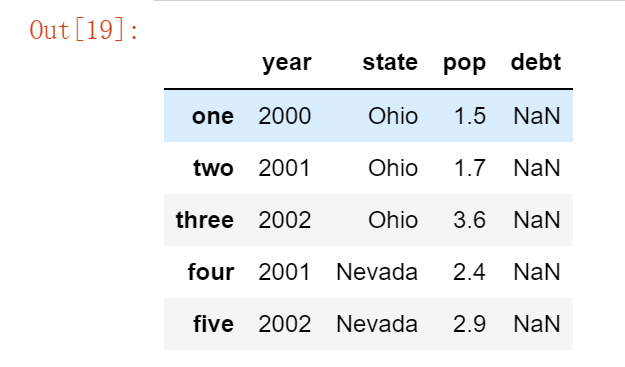 Out[19]:
year state pop debt
one 2000 Ohio 1.5 NaN
two 2001 Ohio 1.7 NaN
three 2002 Ohio 3.6 NaN
four 2001 Nevada 2.4 NaN
five 2002 Nevada 2.9 NaN